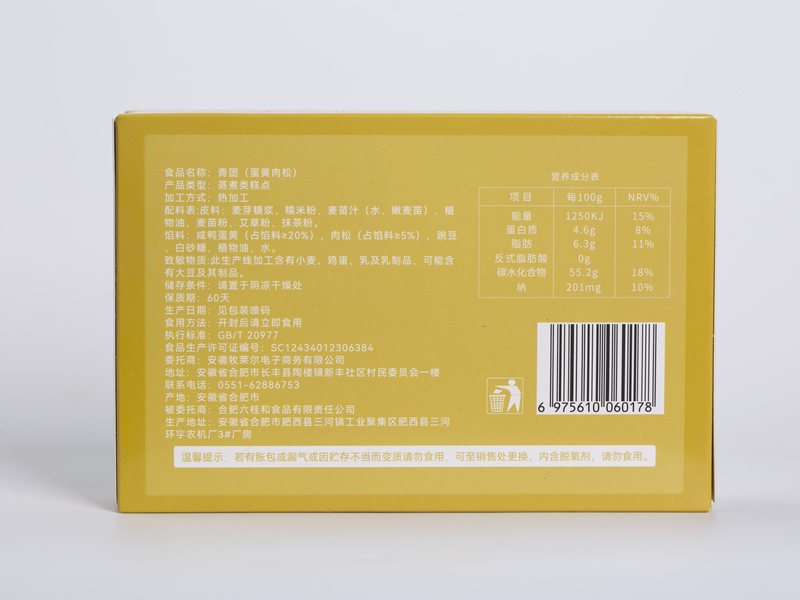 食品名称：青团（蛋黄肉松）
产品类型：蒸煮类糕点
加工方式：热加工
配料表:皮料：麦芽糖浆、糯米粉、麦苗汁（水、嫩麦苗）、植
物油、麦苗粉、艾草粉、抹茶粉。
馅料：咸鸭蛋黄（占馅料≥20%）、肉松（占馅料≥5%）、豌豆
、白砂糖、植物油、水。
致敏物质:此生产线加工含有小麦、鸡蛋、乳及乳制品、可能含
有大豆及其制品。
储存条件：请置于阴凉干燥处
保质期：60天
生产日期：见包装喷码
食用方法：开封后请立即食用
执行标准：GB/T 20977
食品生产许可证编号：SC12434012306384
委托商：安徽牧莱尔电子商务有限公司
地址：安徽省合肥市长丰县陶楼镇新丰社区村民委员会一楼
联系电话：0551-62886753
产地：安徽省合肥市
被委托商：合肥六桂和食品有限责任公司
生产地址：安徽省合肥市肥西县三河镇工业聚集区肥西县三河
环宇农机厂3#厂房
营养成分表
项目 每100g NRV%
能量 1250KJ 15%
蛋白质 4.6g 8%
脂肪 6.3g 11%
反式脂肪酸 0g
碳水化合物 55.2g 18%
纳 201mg 10%
6 975610 060178
温馨提示：若有胀包或漏气或因贮存不当而变质请勿食用，可至销售处更换，内含脱氧剂，请勿食用。